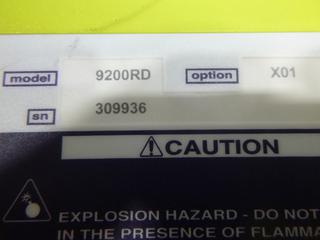 model 9200RD option X01
sn 309936
CAUTION
EXPLOSION HAZARD - DO NOT
IN THE PRESENCE OF